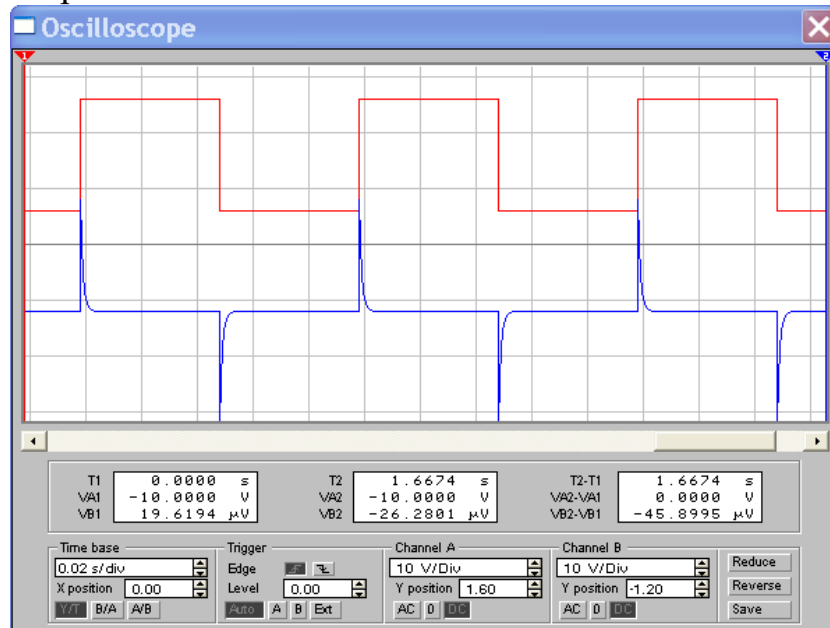 Oscilloscope
1 2
T1 0.0000 s T2 1.6674 s T2-T1 1.6674 s
VA1 -10.0000 V VA2 -10.0000 V VA2-VA1 0.0000 V
VB1 19.6194 µV VB2 -26.2801 µV VB2-VB1 -45.8995 µV
Time base Trigger Channel A Channel B
0.02 s/div Edge 10 V/Div 10 V/Div Reduce
X position 0.00 Level 0.00 Y position 1.60 Y position -1.20 Reverse
Y/T B/A A/B Auto A B Ext AC 0 DC AC 0 DC Save